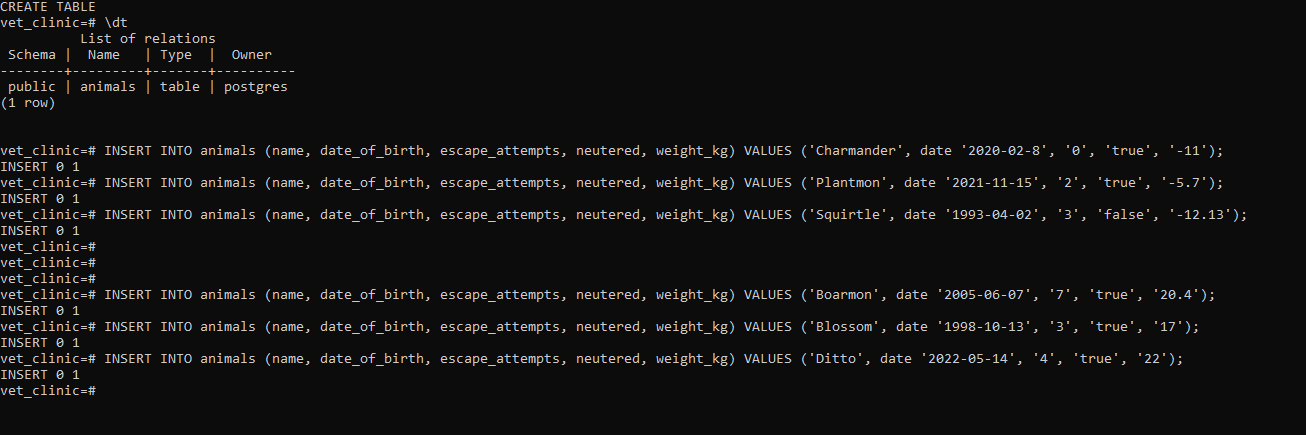 CREATE TABLE
vet_clinic=# \dt
          List of relations
 Schema |  Name   | Type  |  Owner
--------+---------+-------+----------
 public | animals | table | postgres
(1 row)
vet_clinic=# INSERT INTO animals (name, date_of_birth, escape_attempts, neutered, weight_kg) VALUES ('Charmander', date '2020-02-8', '0', 'true', '-11');
INSERT 0 1
vet_clinic=# INSERT INTO animals (name, date_of_birth, escape_attempts, neutered, weight_kg) VALUES ('Plantmon', date '2021-11-15', '2', 'true', '-5.7');
INSERT 0 1
vet_clinic=# INSERT INTO animals (name, date_of_birth, escape_attempts, neutered, weight_kg) VALUES ('Squirtle', date '1993-04-02', '3', 'false', '-12.13');
INSERT 0 1
vet_clinic=#
vet_clinic=#
vet_clinic=#
vet_clinic=# INSERT INTO animals (name, date_of_birth, escape_attempts, neutered, weight_kg) VALUES ('Boarmon', date '2005-06-07', '7', 'true', '20.4');
INSERT 0 1
vet_clinic=# INSERT INTO animals (name, date_of_birth, escape_attempts, neutered, weight_kg) VALUES ('Blossom', date '1998-10-13', '3', 'true', '17');
INSERT 0 1
vet_clinic=# INSERT INTO animals (name, date_of_birth, escape_attempts, neutered, weight_kg) VALUES ('Ditto', date '2022-05-14', '4', 'true', '22');
INSERT 0 1
vet_clinic=#